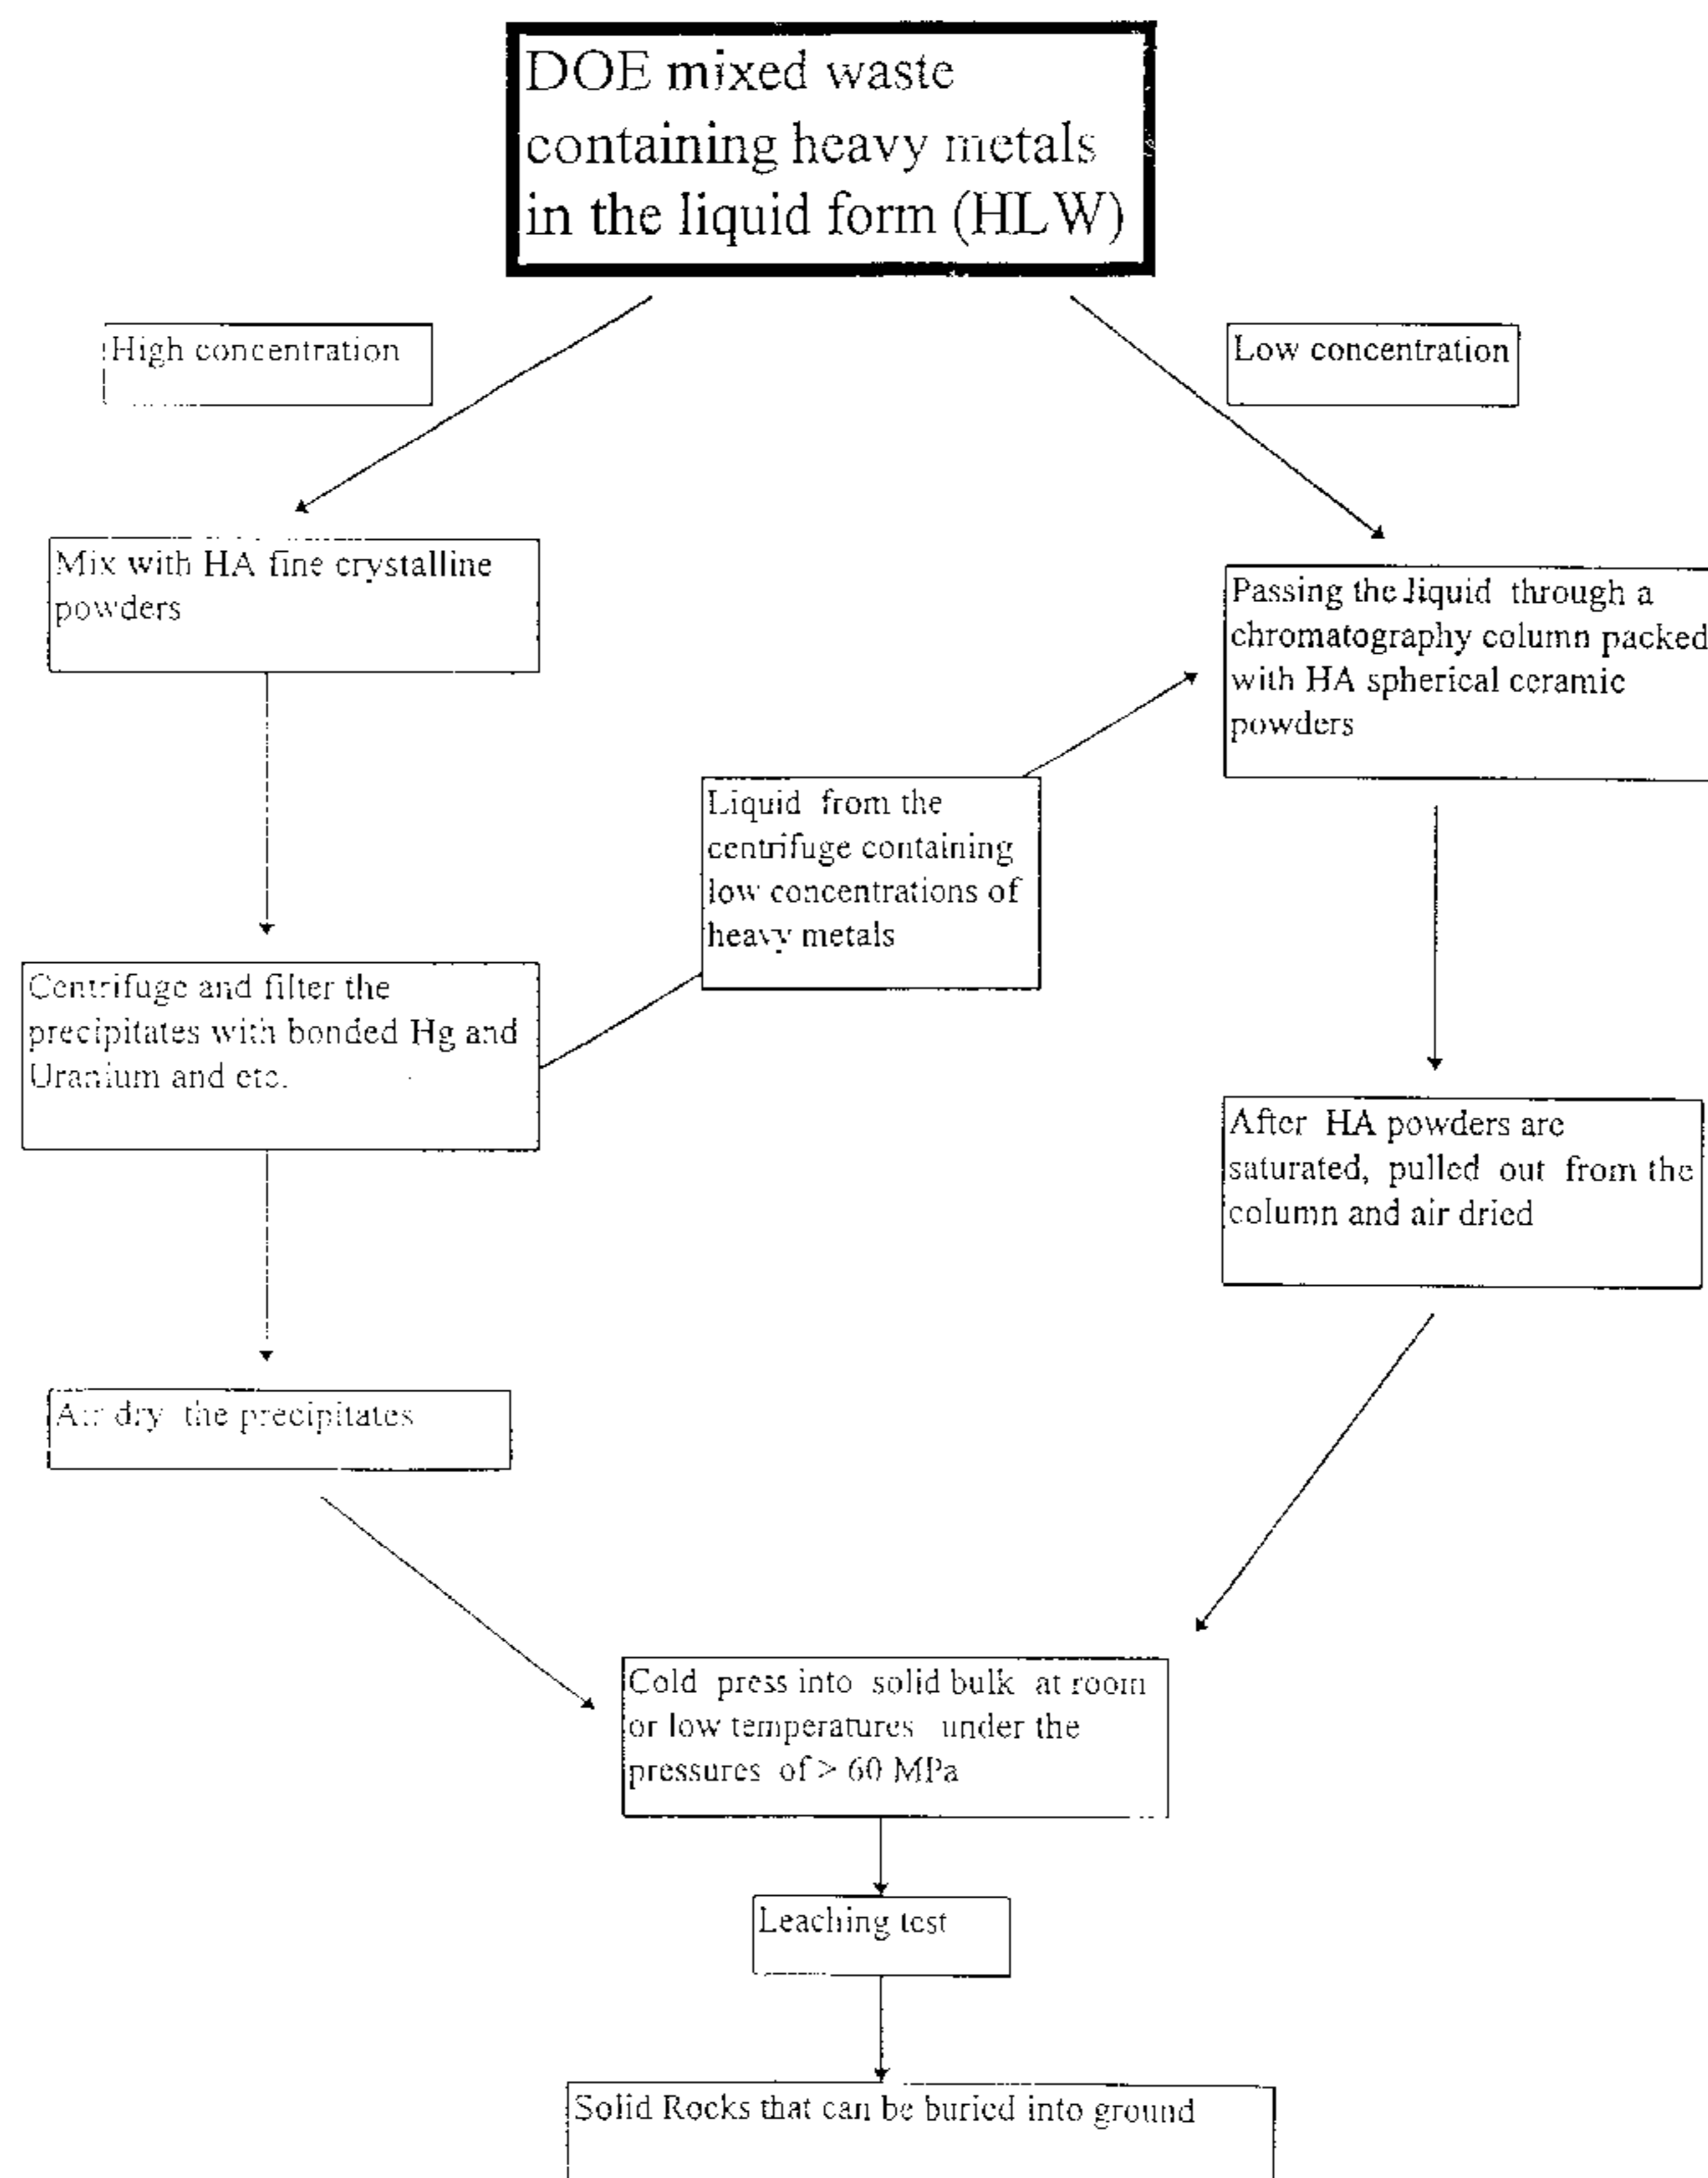 DOE mixed waste
containing heavy metals
in the liquid form (HLW)
High concentration
Low concentration
Mix with HA fine crystalline
powders
Passing the liquid through a
chromatography column packed
with HA spherical ceramic
powders
Liquid from the
centrifuge containing
low concentrations of
heavy metals
Centrifuge and filter the
precipitates with bonded Hg and
Uranium and etc.
After HA powders are
saturated, pulled out from the
column and air dried
Air dry the precipitates
Cold press into solid bulk at room
or low temperatures under the
pressures of > 60 MPa
Leaching test
Solid Rocks that can be buried into ground